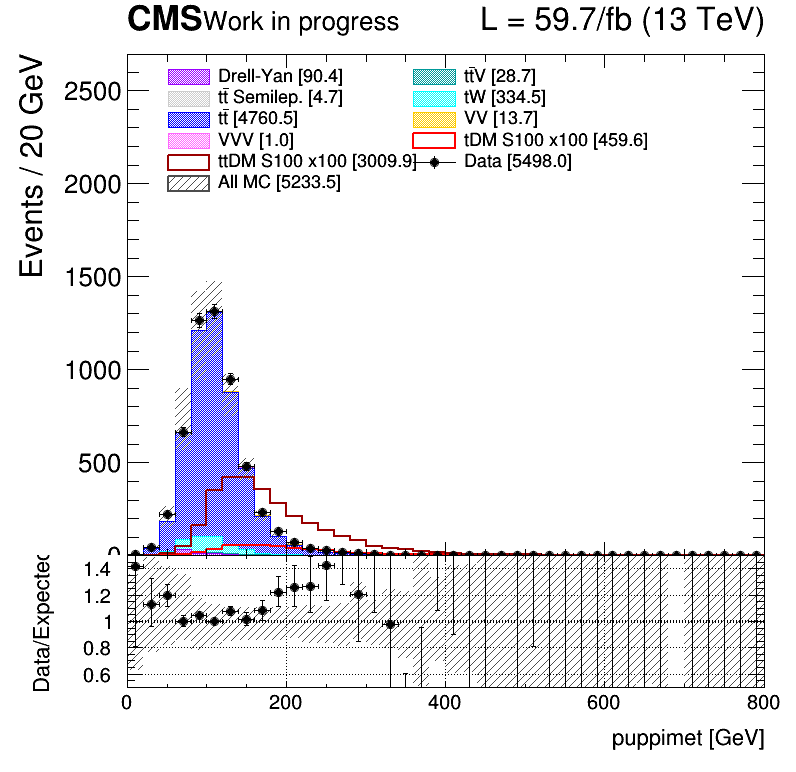 CMS Work in progress L = 59.7/fb (13 TeV)
Events / 20 GeV
2500
2000
1500
1000
500
0
Drell-Yan [90.4]
tt̄V [28.7]
tt̄ Semilep. [4.7]
tW [334.5]
tt̄ [4760.5]
VV [13.7]
VVV [1.0]
tDM S100 x100 [459.6]
ttDM S100 x100 [3009.9]
Data [5498.0]
All MC [5233.5]
Data/Expected
1.4
1.2
1
0.8
0.6
0 200 400 600 800
puppimet [GeV]